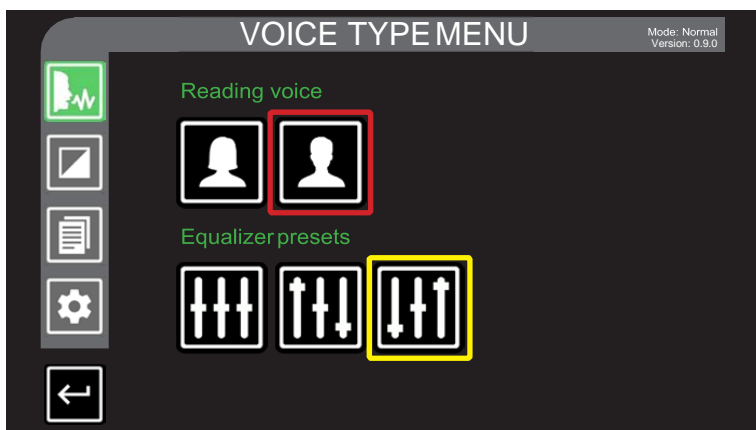 VOICE TYPE MENU
Mode: Normal
Version: 0.9.0
Reading voice
Equalizer presets